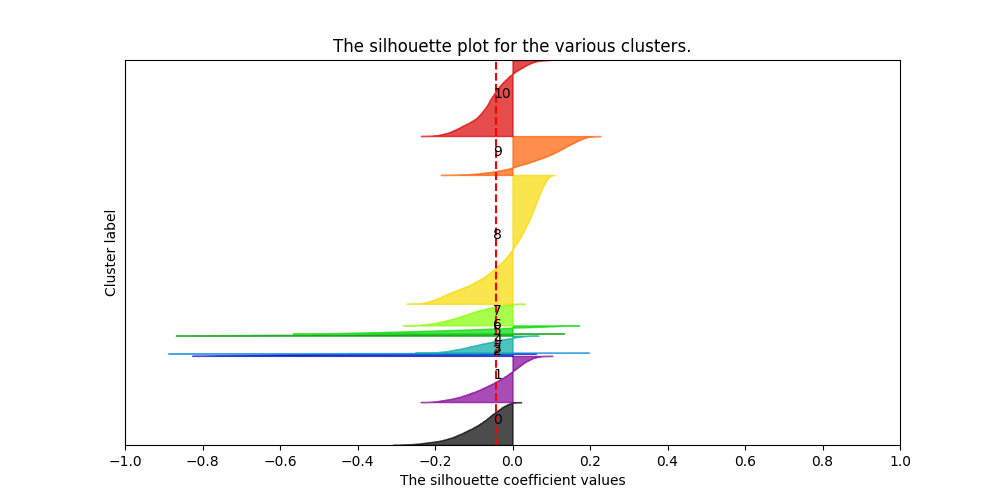 The silhouette plot for the various clusters.
Cluster label
10
9
8
7
6
4
2
1
0
−1.0 −0.8 −0.6 −0.4 −0.2 0.0 0.2 0.4 0.6 0.8 1.0
The silhouette coefficient values